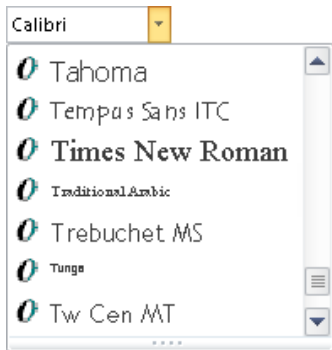 Calibri
Tahoma
Tempus Sans ITC
Times New Roman
Traditional Arabic
Trebuchet MS
Tunga
Tw Cen MT